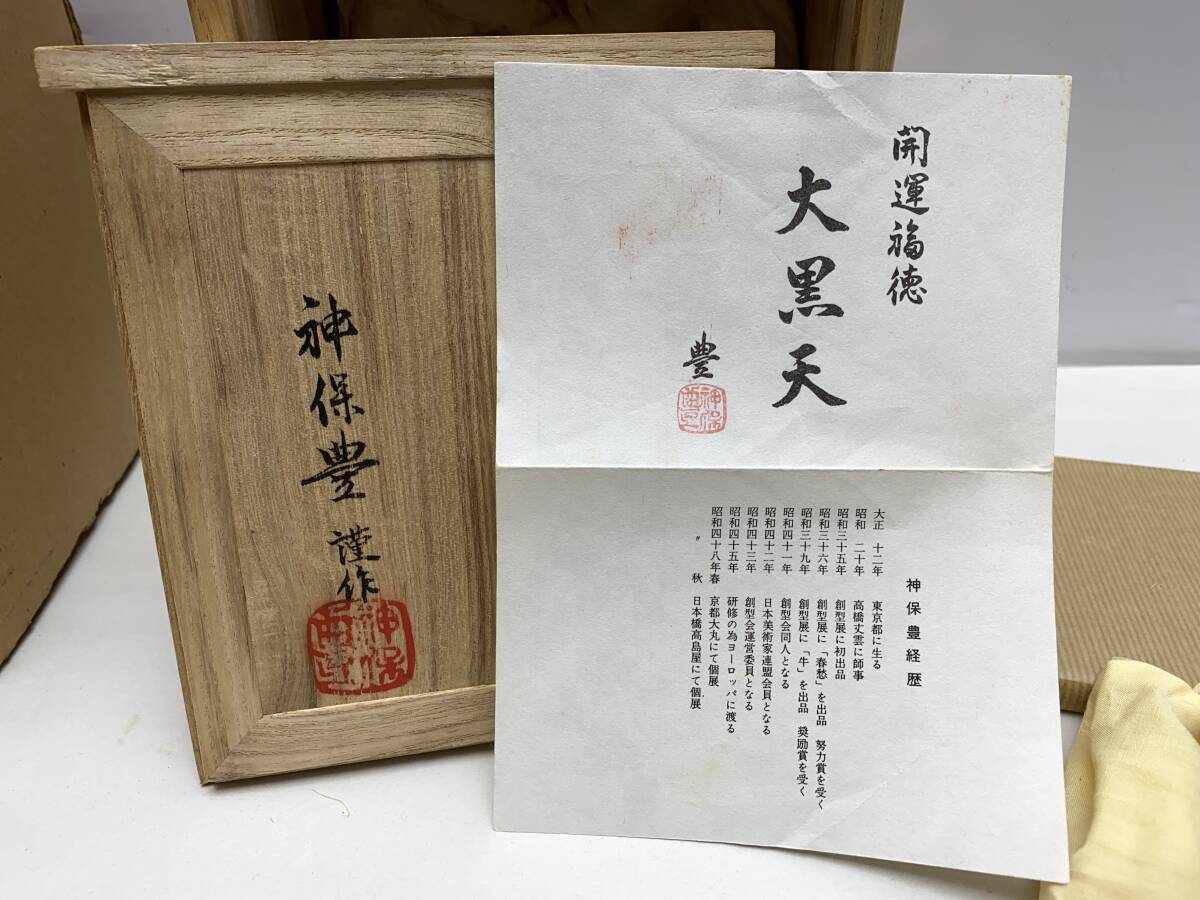 神保豊謹作
神保豊
開運福徳
大黒天
豊
神保豊
神保豊経歴
大正十二年 東京都に生る
昭和二十年 高橋丈雲に師事
昭和三十五年 創型展に初出品
昭和三十六年 創型展に「春愁」を出品 努力賞を受く
昭和三十九年 創型展に「牛」を出品 奨励賞を受く
昭和四十一年 創型会同人となる
昭和四十二年 日本美術家連盟会員となる
昭和四十三年 創型会運営委員となる
昭和四十五年 研修の為ヨーロッパに渡る
昭和四十八年春 京都大丸にて個展
〃 秋 日本橋高島屋にて個展